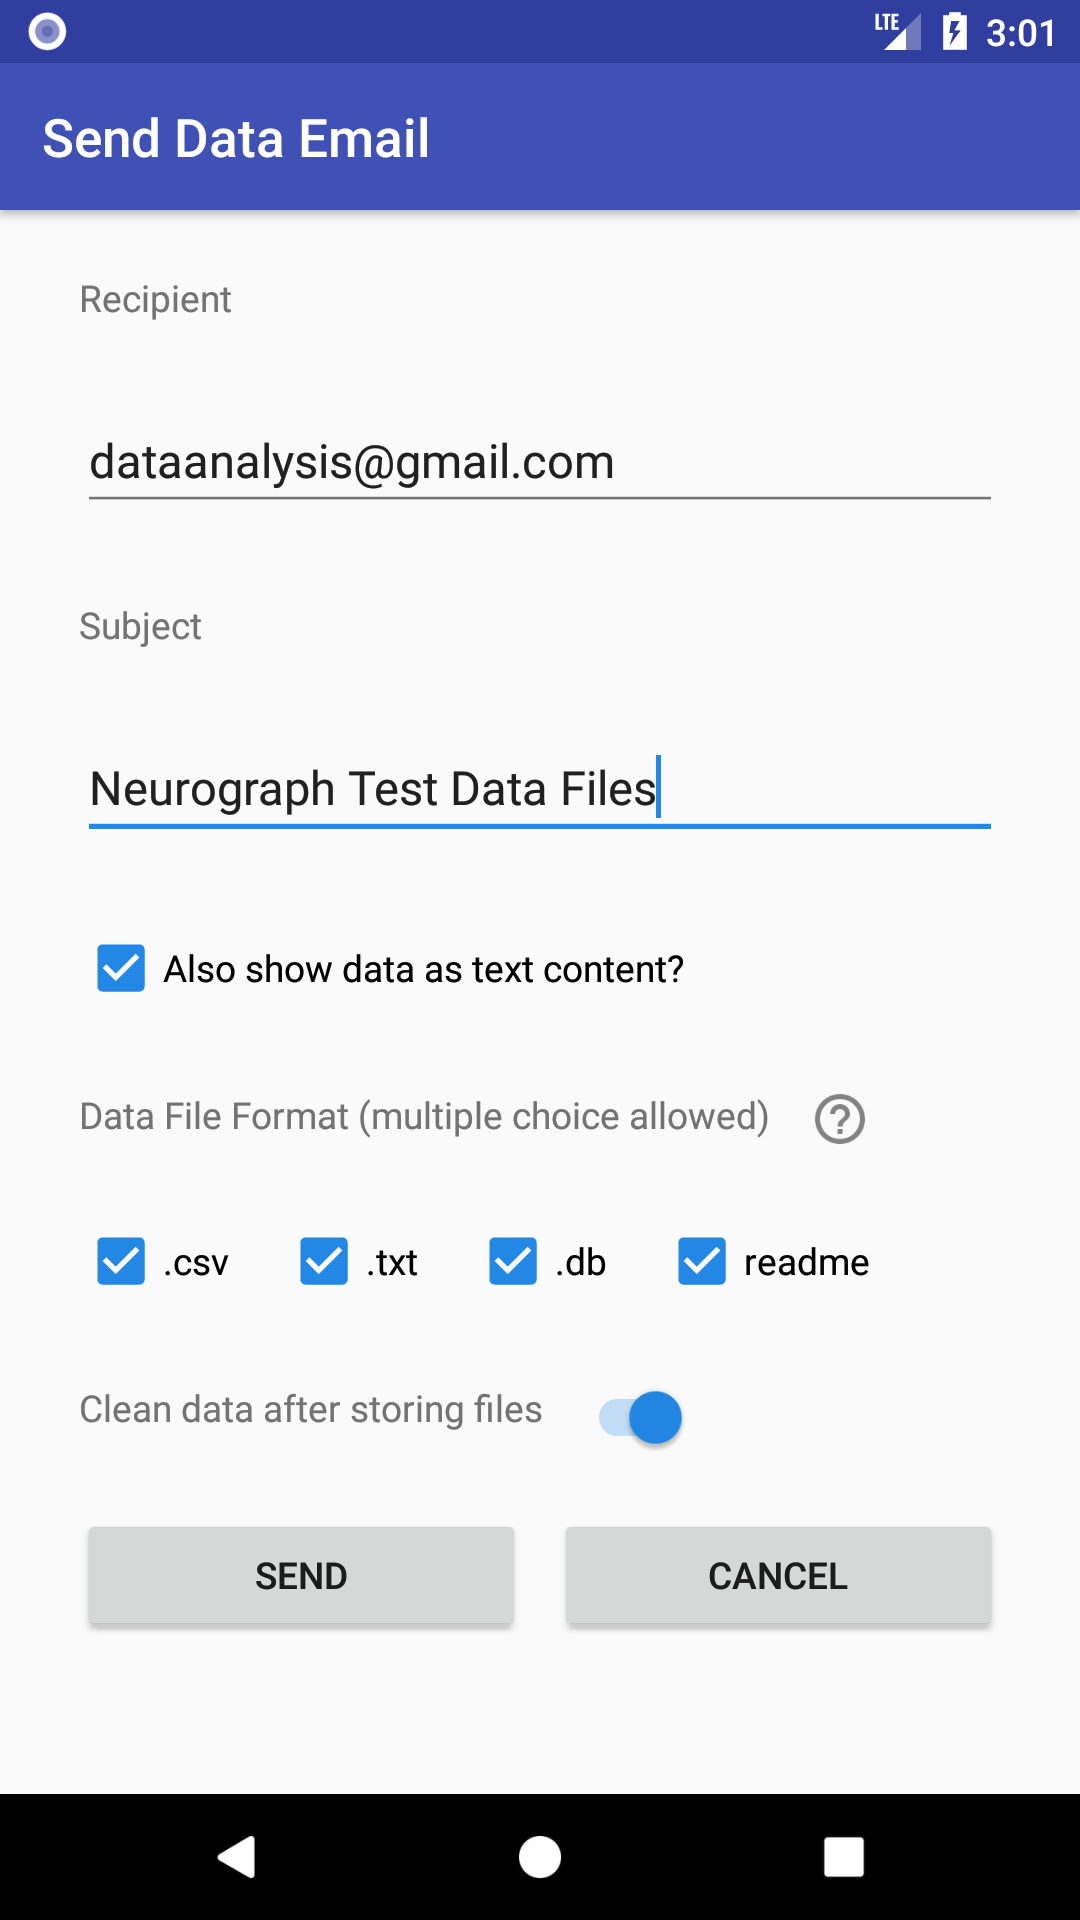 LTE 3:01
Send Data Email
Recipient
dataanalysis@gmail.com
Subject
Neurograph Test Data Files
Also show data as text content?
Data File Format (multiple choice allowed) ?
.csv .txt .db readme
Clean data after storing files
SEND CANCEL